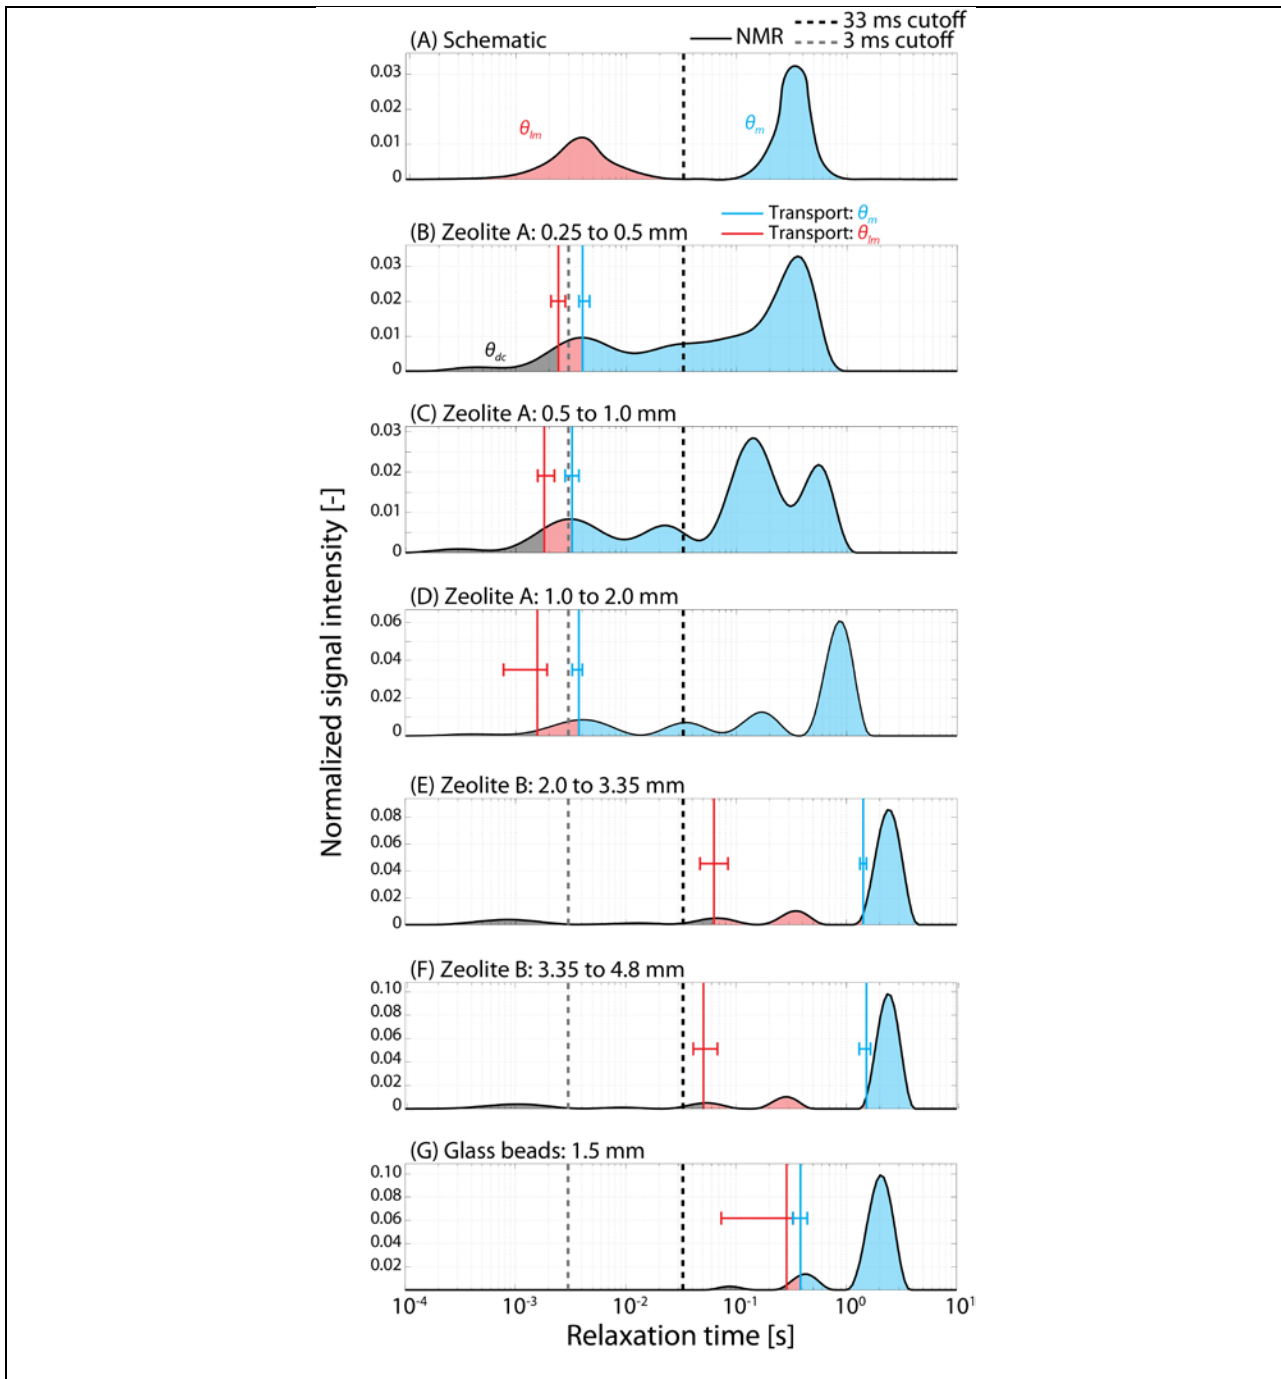 33 ms cutoff
(A) Schematic
NMR
3 ms cutoff
0.03
0.02
0.01
0
θlm
θm
Transport: θm
Transport: θlm
(B) Zeolite A: 0.25 to 0.5 mm
0.03
0.02
0.01
0
θdc
(C) Zeolite A: 0.5 to 1.0 mm
0.03
0.02
0.01
0
(D) Zeolite A: 1.0 to 2.0 mm
0.06
0.04
0.02
0
Normalized signal intensity [-]
(E) Zeolite B: 2.0 to 3.35 mm
0.08
0.06
0.04
0.02
0
(F) Zeolite B: 3.35 to 4.8 mm
0.10
0.08
0.06
0.04
0.02
0
(G) Glass beads: 1.5 mm
0.10
0.08
0.06
0.04
0.02
10-4 10-3 10-2 10-1 100 101
Relaxation time [s]